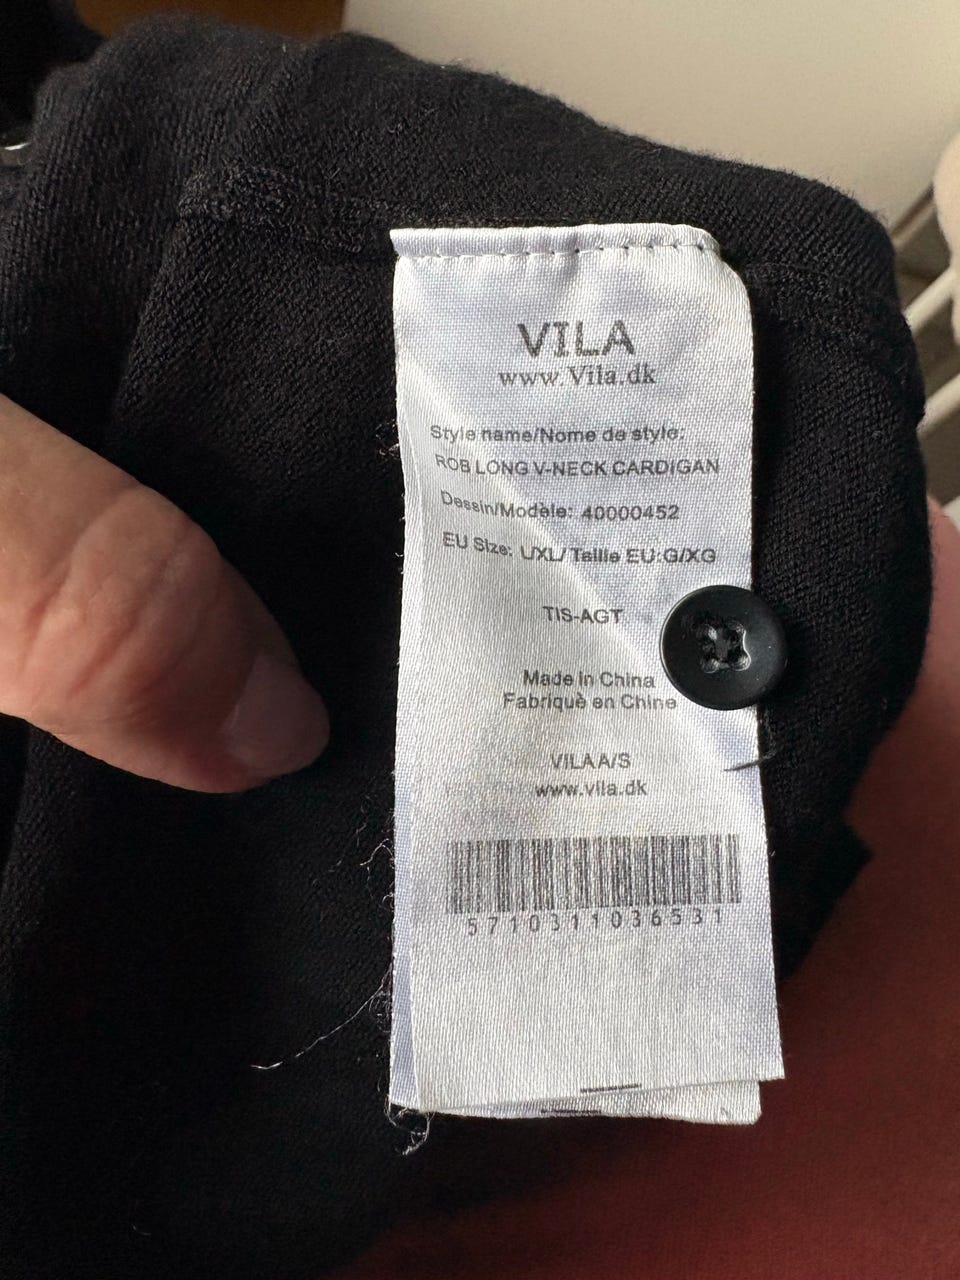 VILA
www.Vila.dk
Style name/Nome de style:
ROB LONG V-NECK CARDIGAN
Dessin/Modèle: 40000452
EU Size: L/XL/ Taille EU:G/XG
TIS-AGT
Made in China
Fabriquè en Chine
VILA A/S
www.vila.dk
5710311036531